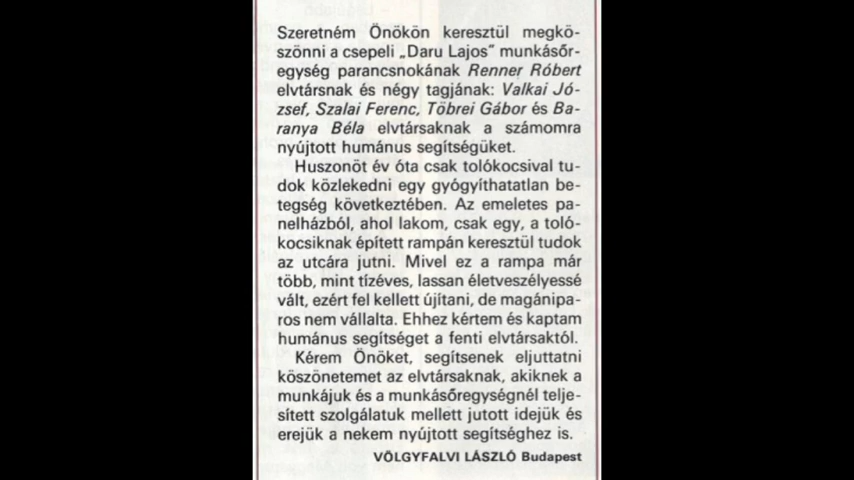 Szeretném Önökön keresztül megkö-
szönni a csepeli „Daru Lajos” munkásőr-
egység parancsnokának Renner Róbert
elvtársnak és négy tagjának: Valkai Jó-
zsef, Szalai Ferenc, Töbrei Gábor és Ba-
ranya Béla elvtársaknak a számomra
nyújtott humánus segítségüket.
Huszonöt év óta csak tolókocsival tu-
dok közlekedni egy gyógyíthatatlan be-
tegség következtében. Az emeletes pa-
nelházból, ahol lakom, csak egy, a toló-
kocsiknak épített rampán keresztül tudok
az utcára jutni. Mivel ez a rampa már
több, mint tízéves, lassan életveszélyessé
vált, ezért fel kellett újítani, de magánipa-
ros nem vállalta. Ehhez kértem és kaptam
humánus segítséget a fenti elvtársaktól.
Kérem Önöket, segítsenek eljuttatni
köszönetemet az elvtársaknak, akiknek a
munkájuk és a munkásőregységnél telje-
sített szolgálatuk mellett jutott idejük és
erejük a nekem nyújtott segítséghez is.
VÖLGYFALVI LÁSZLÓ Budapest